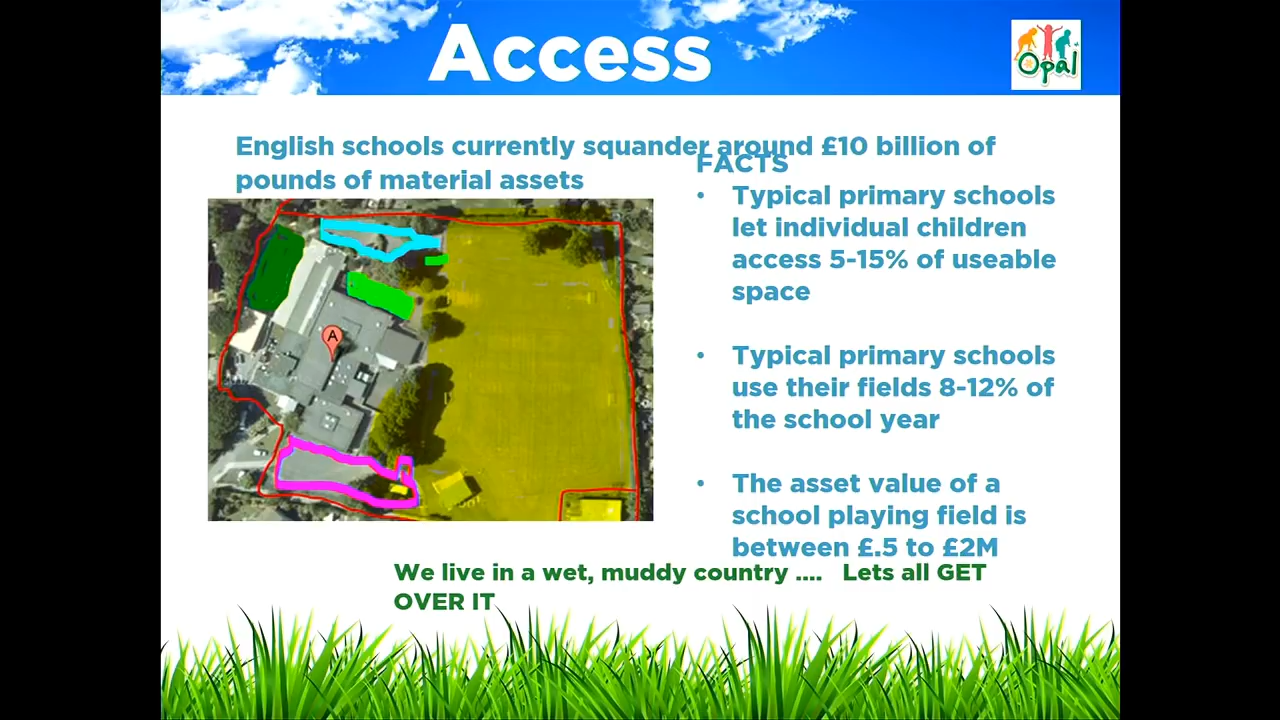 Access
Opal
English schools currently squander around £10 billion of
pounds of material assets
FACTS
• Typical primary schools
let individual children
access 5-15% of useable
space
• Typical primary schools
use their fields 8-12% of
the school year
• The asset value of a
school playing field is
between £.5 to £2M
A
We live in a wet, muddy country .... Lets all GET
OVER IT